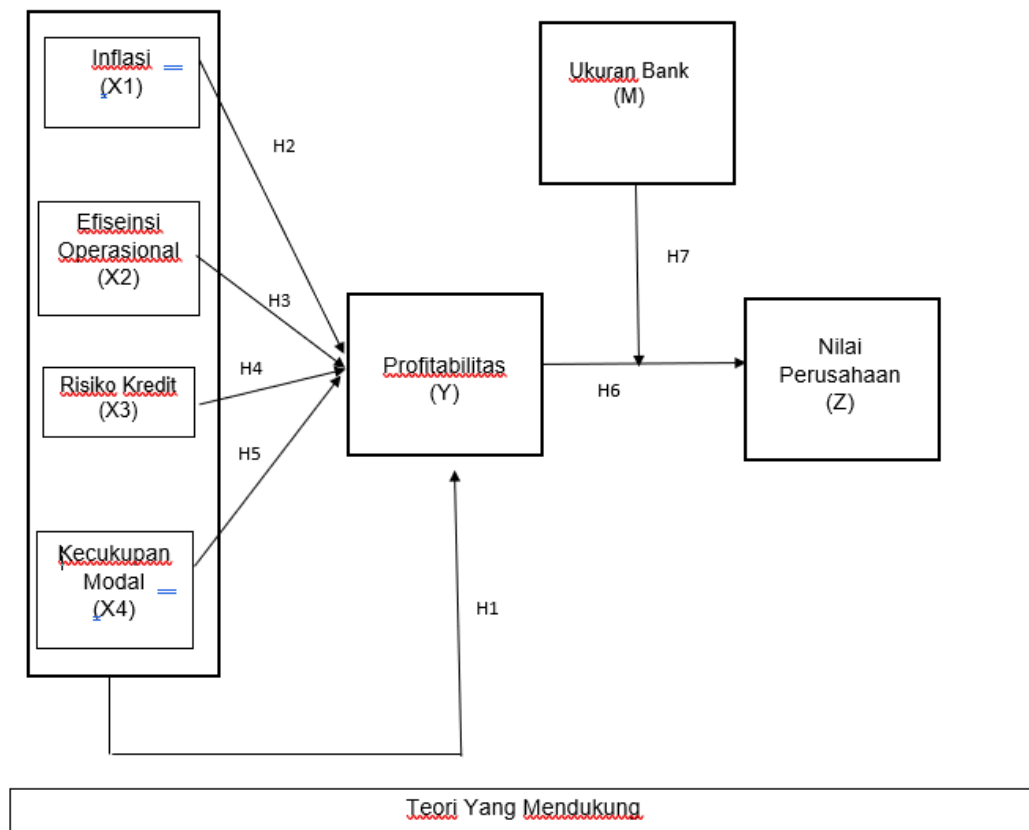 Inflasi
(X1)
Efiseinsi
Operasional
(X2)
Risiko Kredit
(X3)
Kecukupan
Modal
(X4)
H2
H3
H4
H5
H1
Profitabilitas
(Y)
H6
Ukuran Bank
(M)
H7
Nilai
Perusahaan
(Z)
Teori Yang Mendukung